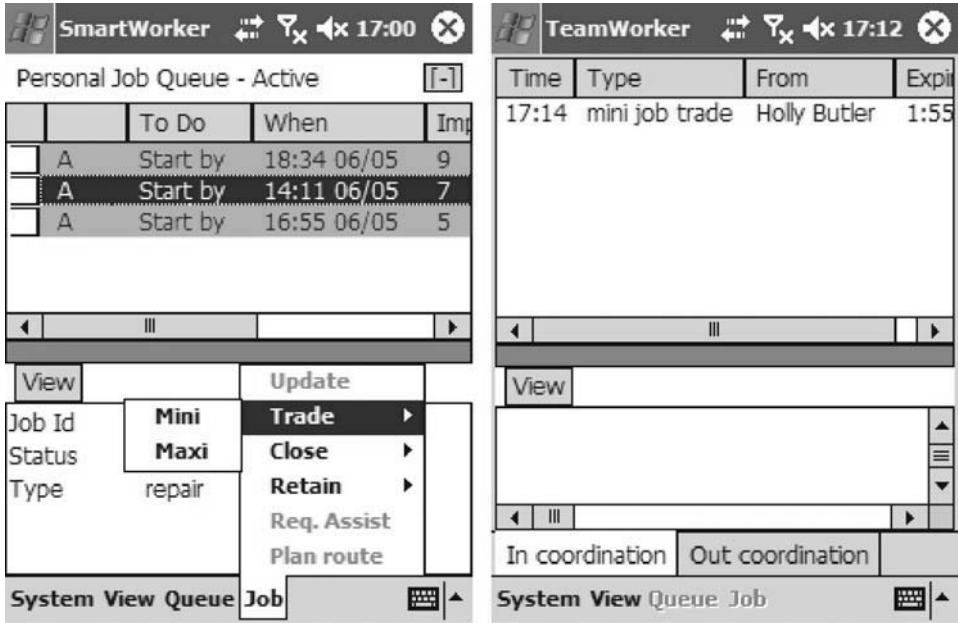 SmartWorker 17:00
Personal Job Queue - Active [-]
To Do When Imp
A Start by 18:34 06/05 9
A Start by 14:11 06/05 7
A Start by 16:55 06/05 5
View
Update
Job Id Mini Trade
Status Maxi Close
Type repair Retain
Req. Assist
Plan route
System View Queue Job
TeamWorker 17:12
Time Type From Expir
17:14 mini job trade Holly Butler 1:55
View
In coordination Out coordination
System View Queue Job